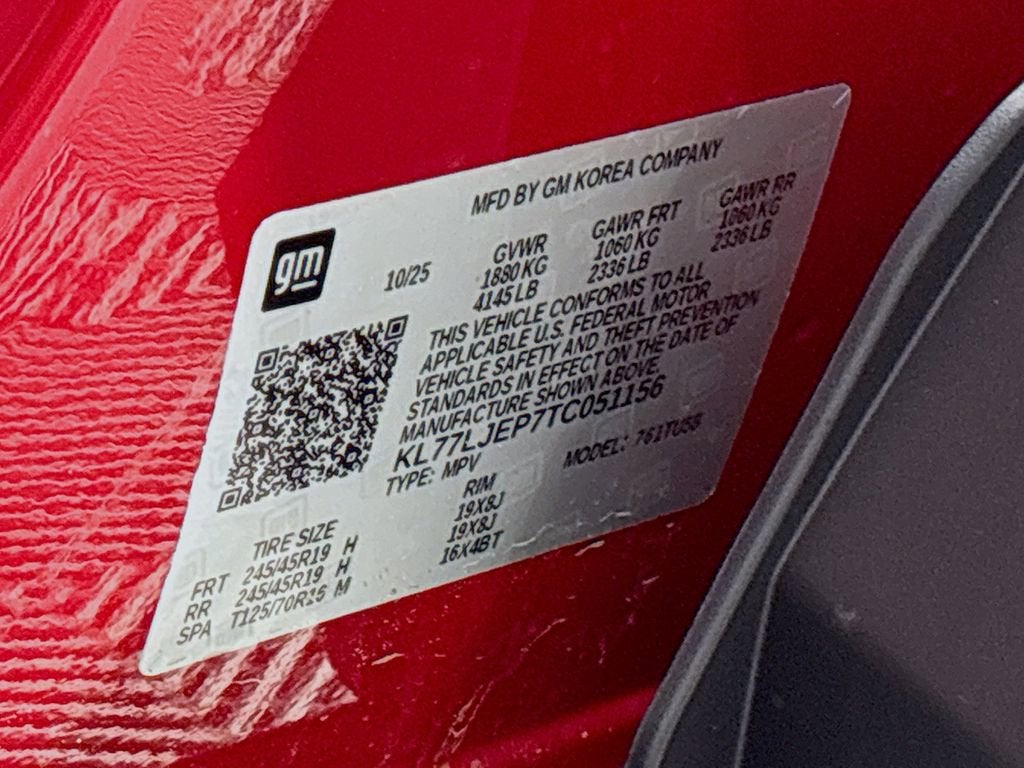 MFD BY GM KOREA COMPANY
gm
10/25 GVWR GAWR FRT GAWR RR
1880 KG 1060 KG 1060 KG
4145 LB 2336 LB 2336 LB
THIS VEHICLE CONFORMS TO ALL
APPLICABLE U.S. FEDERAL MOTOR
VEHICLE SAFETY AND THEFT PREVENTION
STANDARDS IN EFFECT ON THE DATE OF
MANUFACTURE SHOWN ABOVE.
KL77LJEP7TC051156
TYPE: MPV MODEL: 761TU58
TIRE SIZE RIM
FRT 245/45R19 H 19X8J
RR 245/45R19 H 19X8J
SPA T125/70R16 M 16X4BT